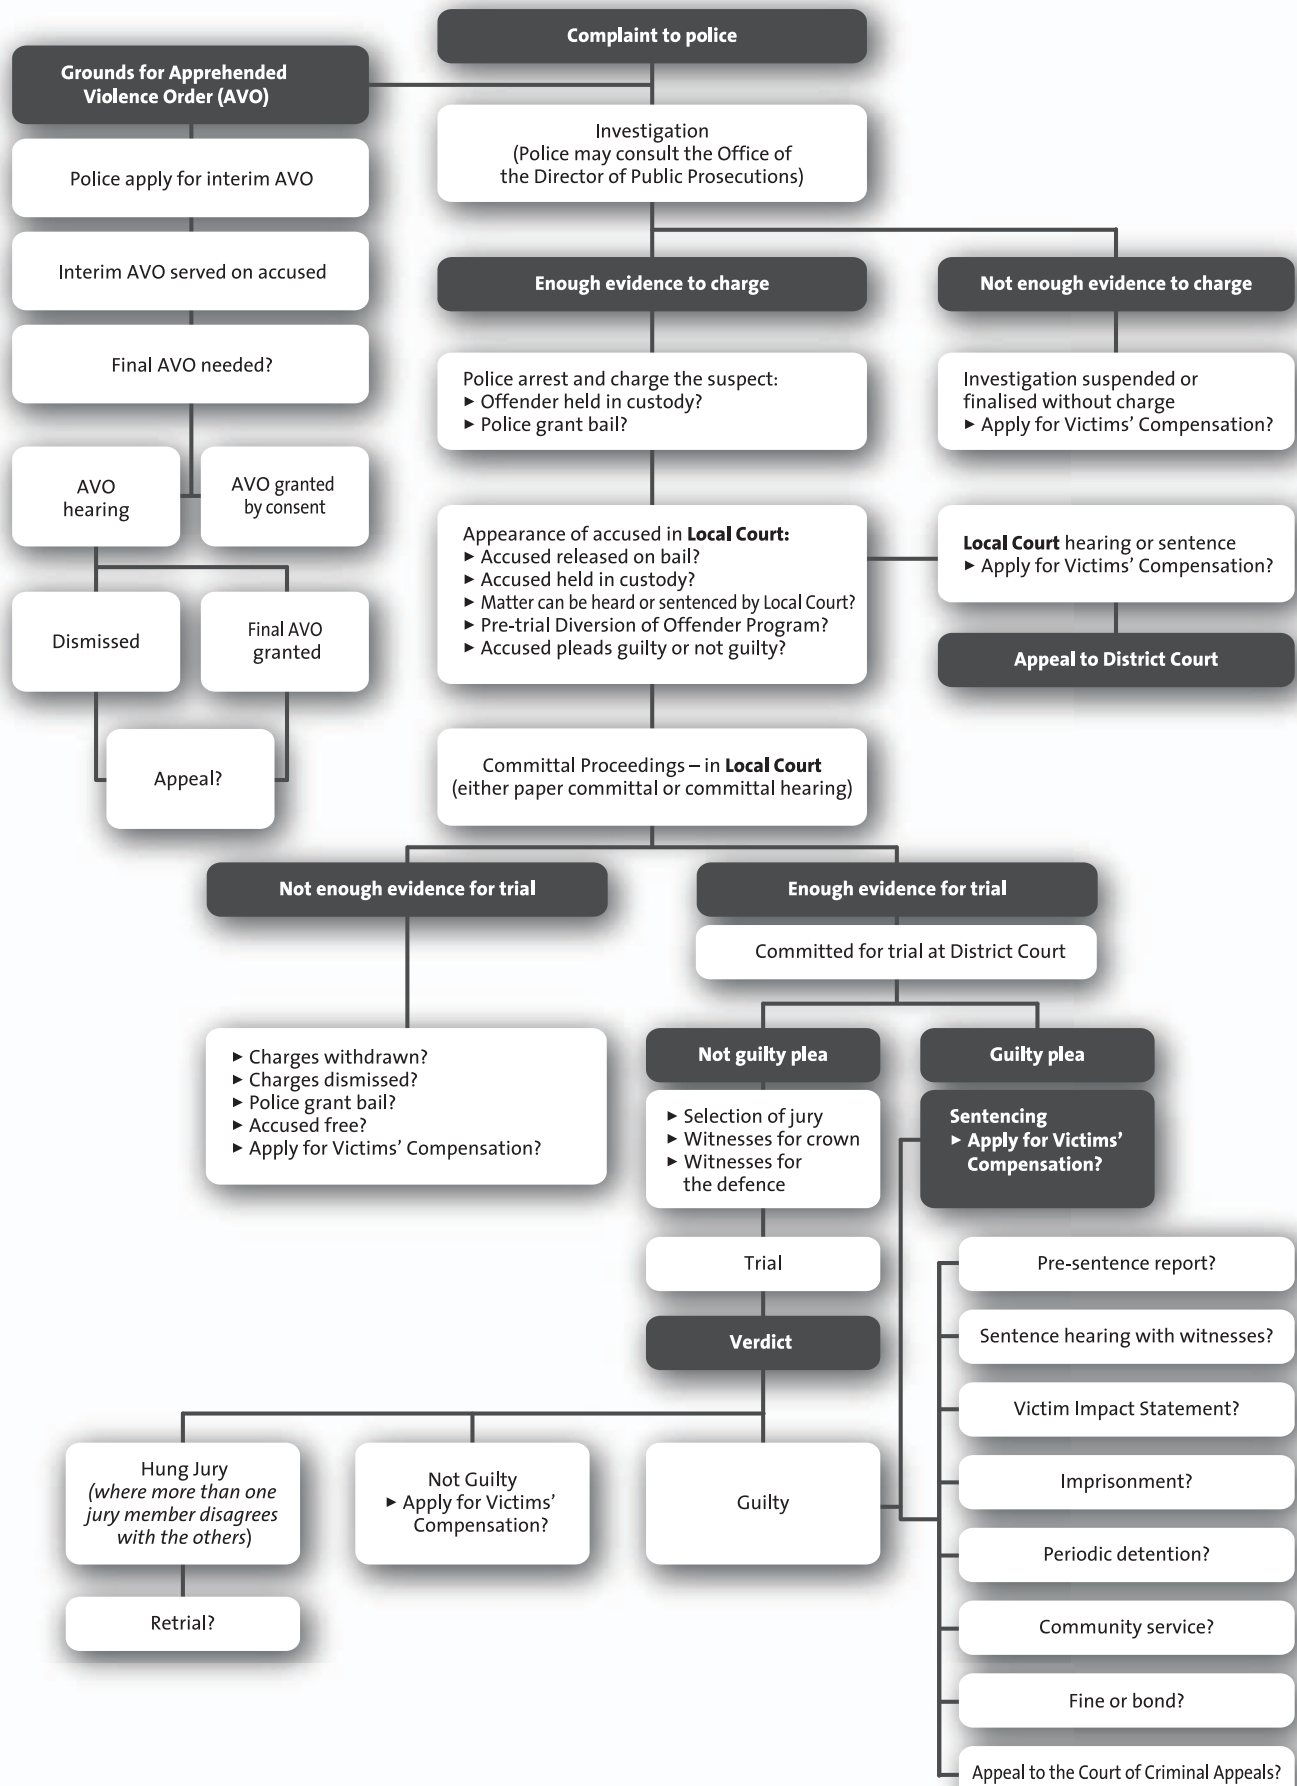 Complaint to police
Grounds for Apprehended
Violence Order (AVO)
Investigation
(Police may consult the Office of
the Director of Public Prosecutions)
Police apply for interim AVO
Interim AVO served on accused
Final AVO needed?
AVO
hearing
AVO granted
by consent
Dismissed
Final AVO
granted
Appeal?
Enough evidence to charge
Not enough evidence to charge
Police arrest and charge the suspect:
► Offender held in custody?
► Police grant bail?
Investigation suspended or
finalised without charge
► Apply for Victims' Compensation?
Appearance of accused in Local Court:
► Accused released on bail?
► Accused held in custody?
► Matter can be heard or sentenced by Local Court?
► Pre-trial Diversion of Offender Program?
► Accused pleads guilty or not guilty?
Local Court hearing or sentence
► Apply for Victims' Compensation?
Appeal to District Court
Committal Proceedings – in Local Court
(either paper committal or committal hearing)
Not enough evidence for trial
Enough evidence for trial
Committed for trial at District Court
► Charges withdrawn?
► Charges dismissed?
► Police grant bail?
► Accused free?
► Apply for Victims' Compensation?
Not guilty plea
Guilty plea
► Selection of jury
► Witnesses for crown
► Witnesses for
the defence
Sentencing
► Apply for Victims'
Compensation?
Trial
Verdict
Hung Jury
(where more than one
jury member disagrees
with the others)
Retrial?
Not Guilty
► Apply for Victims'
Compensation?
Guilty
Pre-sentence report?
Sentence hearing with witnesses?
Victim Impact Statement?
Imprisonment?
Periodic detention?
Community service?
Fine or bond?
Appeal to the Court of Criminal Appeals?